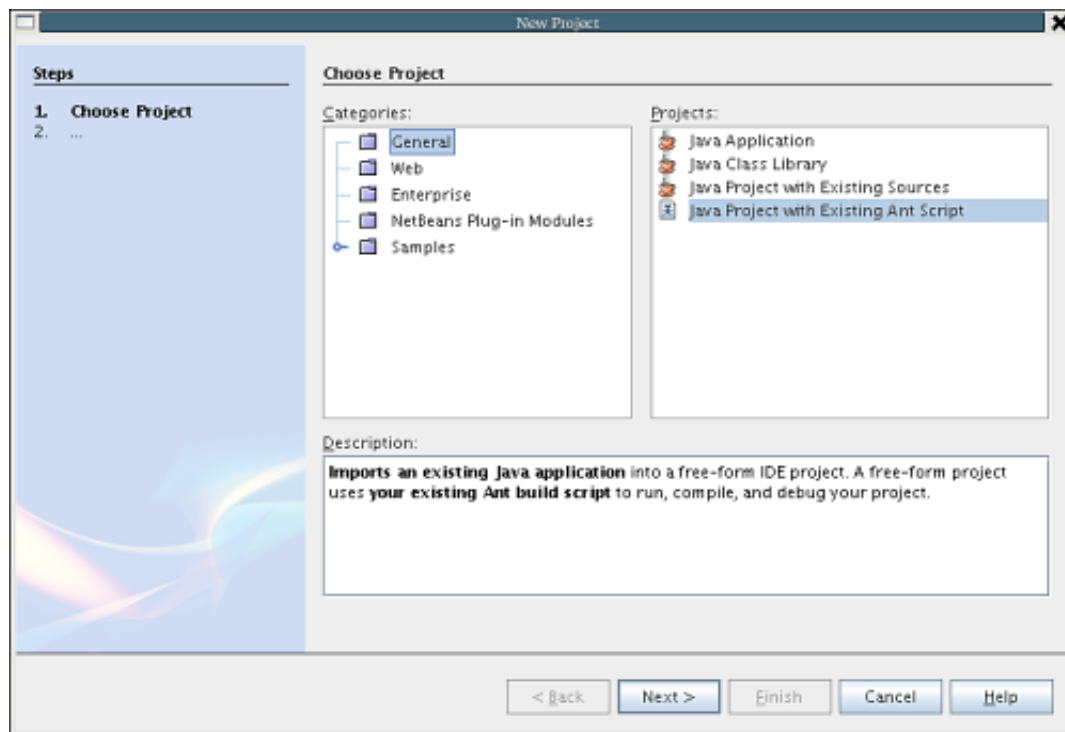 New Project
Steps
1. Choose Project
2. ...
Choose Project
Categories:
General
Web
Enterprise
NetBeans Plug-in Modules
Samples
Projects:
Java Application
Java Class Library
Java Project with Existing Sources
Java Project with Existing Ant Script
Description:
Imports an existing Java application into a free-form IDE project. A free-form project
uses your existing Ant build script to run, compile, and debug your project.
< Back
Next >
Finish
Cancel
Help